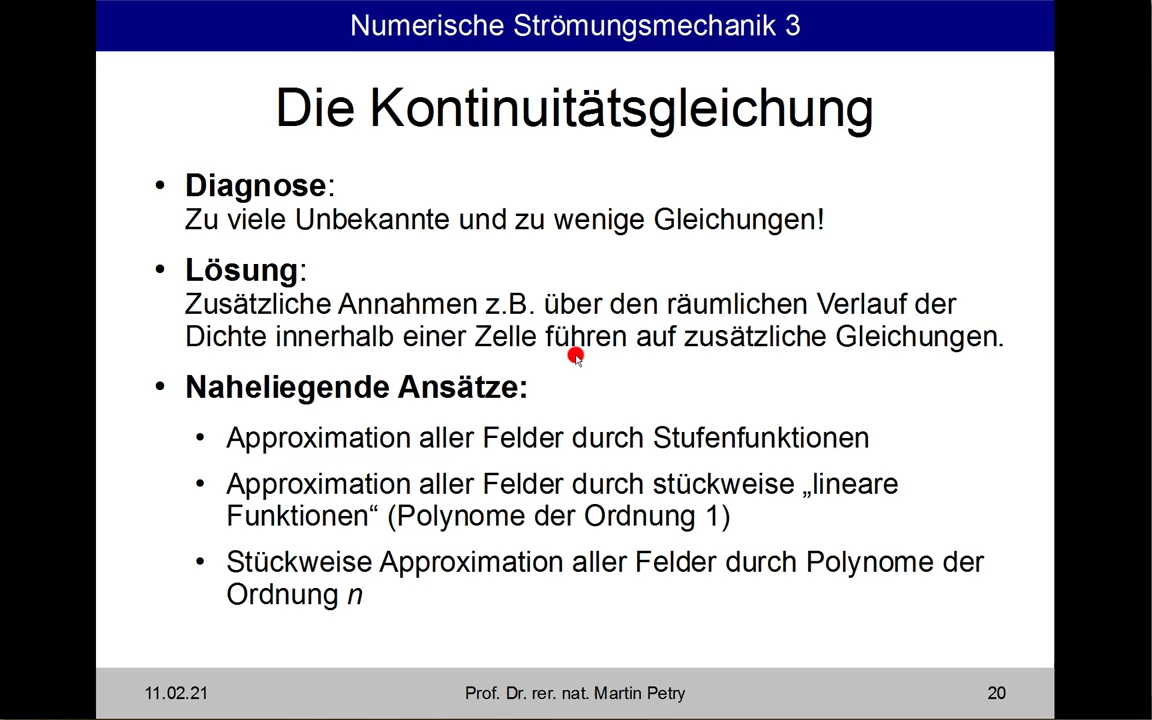 Numerische Strömungsmechanik 3
Die Kontinuitätsgleichung
• Diagnose:
Zu viele Unbekannte und zu wenige Gleichungen!
• Lösung:
Zusätzliche Annahmen z.B. über den räumlichen Verlauf der
Dichte innerhalb einer Zelle führen auf zusätzliche Gleichungen.
• Naheliegende Ansätze:
• Approximation aller Felder durch Stufenfunktionen
• Approximation aller Felder durch stückweise „lineare
Funktionen“ (Polynome der Ordnung 1)
• Stückweise Approximation aller Felder durch Polynome der
Ordnung n
11.02.21 Prof. Dr. rer. nat. Martin Petry 20